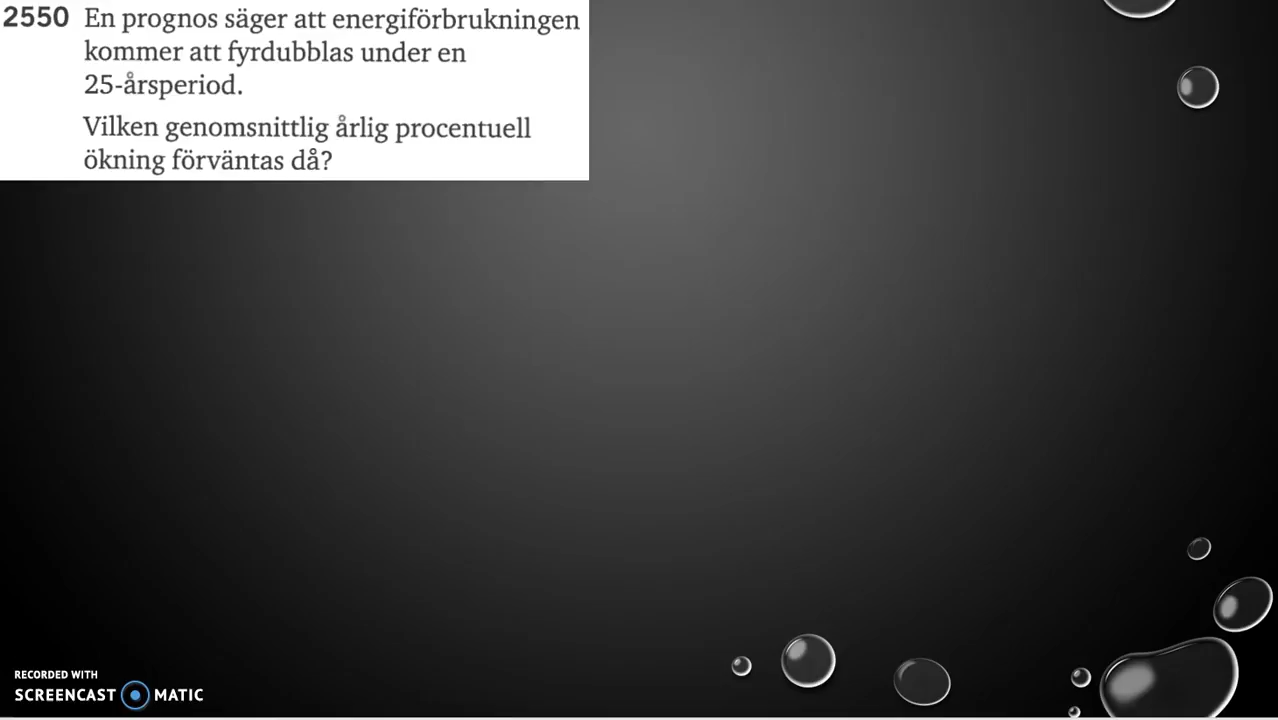 2550 En prognos säger att energiförbrukningen
kommer att fyrdubblas under en
25-årsperiod.
Vilken genomsnittlig årlig procentuell
ökning förväntas då?
RECORDED WITH
SCREENCAST MATIC